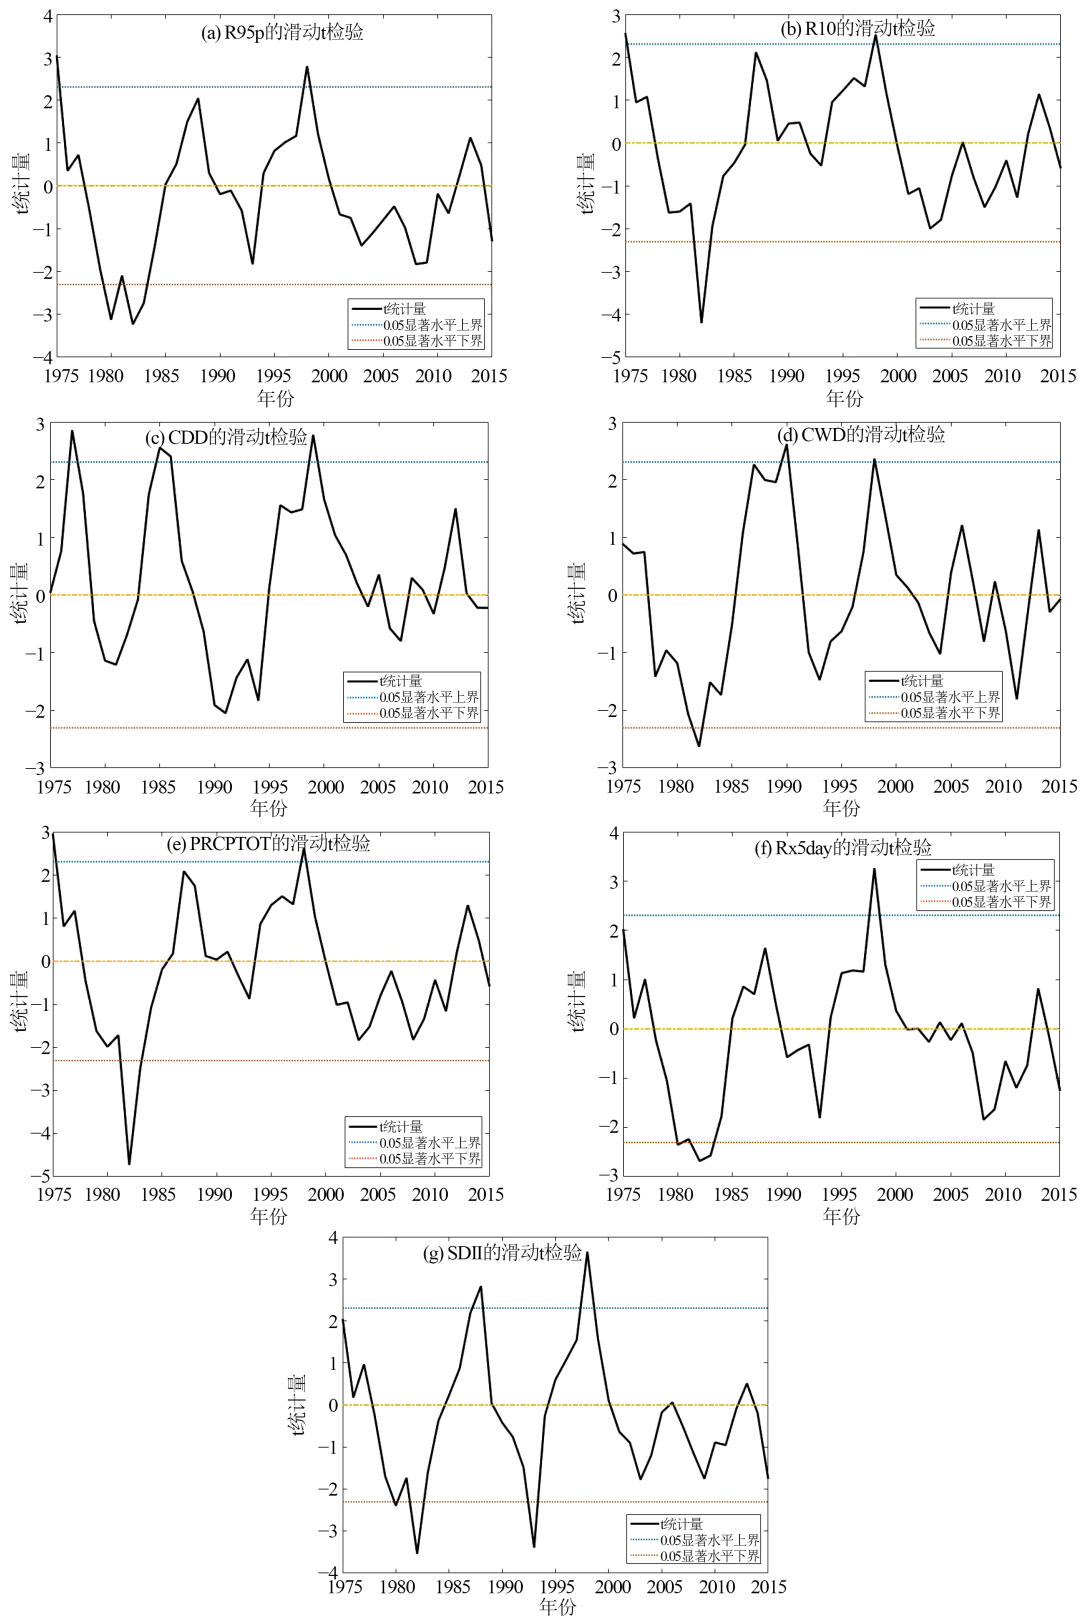 (a) R95p的滑动t检验
4
3
2
1
0
−1
−2
−3
−4
t统计量
t统计量
0.05显著水平上界
0.05显著水平下界
1975 1980 1985 1990 1995 2000 2005 2010 2015
年份
(b) R10的滑动t检验
3
2
1
0
−1
−2
−3
−4
−5
t统计量
t统计量
0.05显著水平上界
0.05显著水平下界
1975 1980 1985 1990 1995 2000 2005 2010 2015
年份
(c) CDD的滑动t检验
3
2
1
0
−1
−2
−3
t统计量
t统计量
0.05显著水平上界
0.05显著水平下界
1975 1980 1985 1990 1995 2000 2005 2010 2015
年份
(d) CWD的滑动t检验
3
2
1
0
−1
−2
−3
t统计量
t统计量
0.05显著水平上界
0.05显著水平下界
1975 1980 1985 1990 1995 2000 2005 2010 2015
年份
(e) PRCPTOT的滑动t检验
3
2
1
0
−1
−2
−3
−4
−5
t统计量
t统计量
0.05显著水平上界
0.05显著水平下界
1975 1980 1985 1990 1995 2000 2005 2010 2015
年份
(f) Rx5day的滑动t检验
4
3
2
1
0
−1
−2
−3
t统计量
t统计量
0.05显著水平上界
0.05显著水平下界
1975 1980 1985 1990 1995 2000 2005 2010 2015
年份
(g) SDII的滑动t检验
4
3
2
1
0
−1
−2
−3
−4
t统计量
t统计量
0.05显著水平上界
0.05显著水平下界
1975 1980 1985 1990 1995 2000 2005 2010 2015
年份